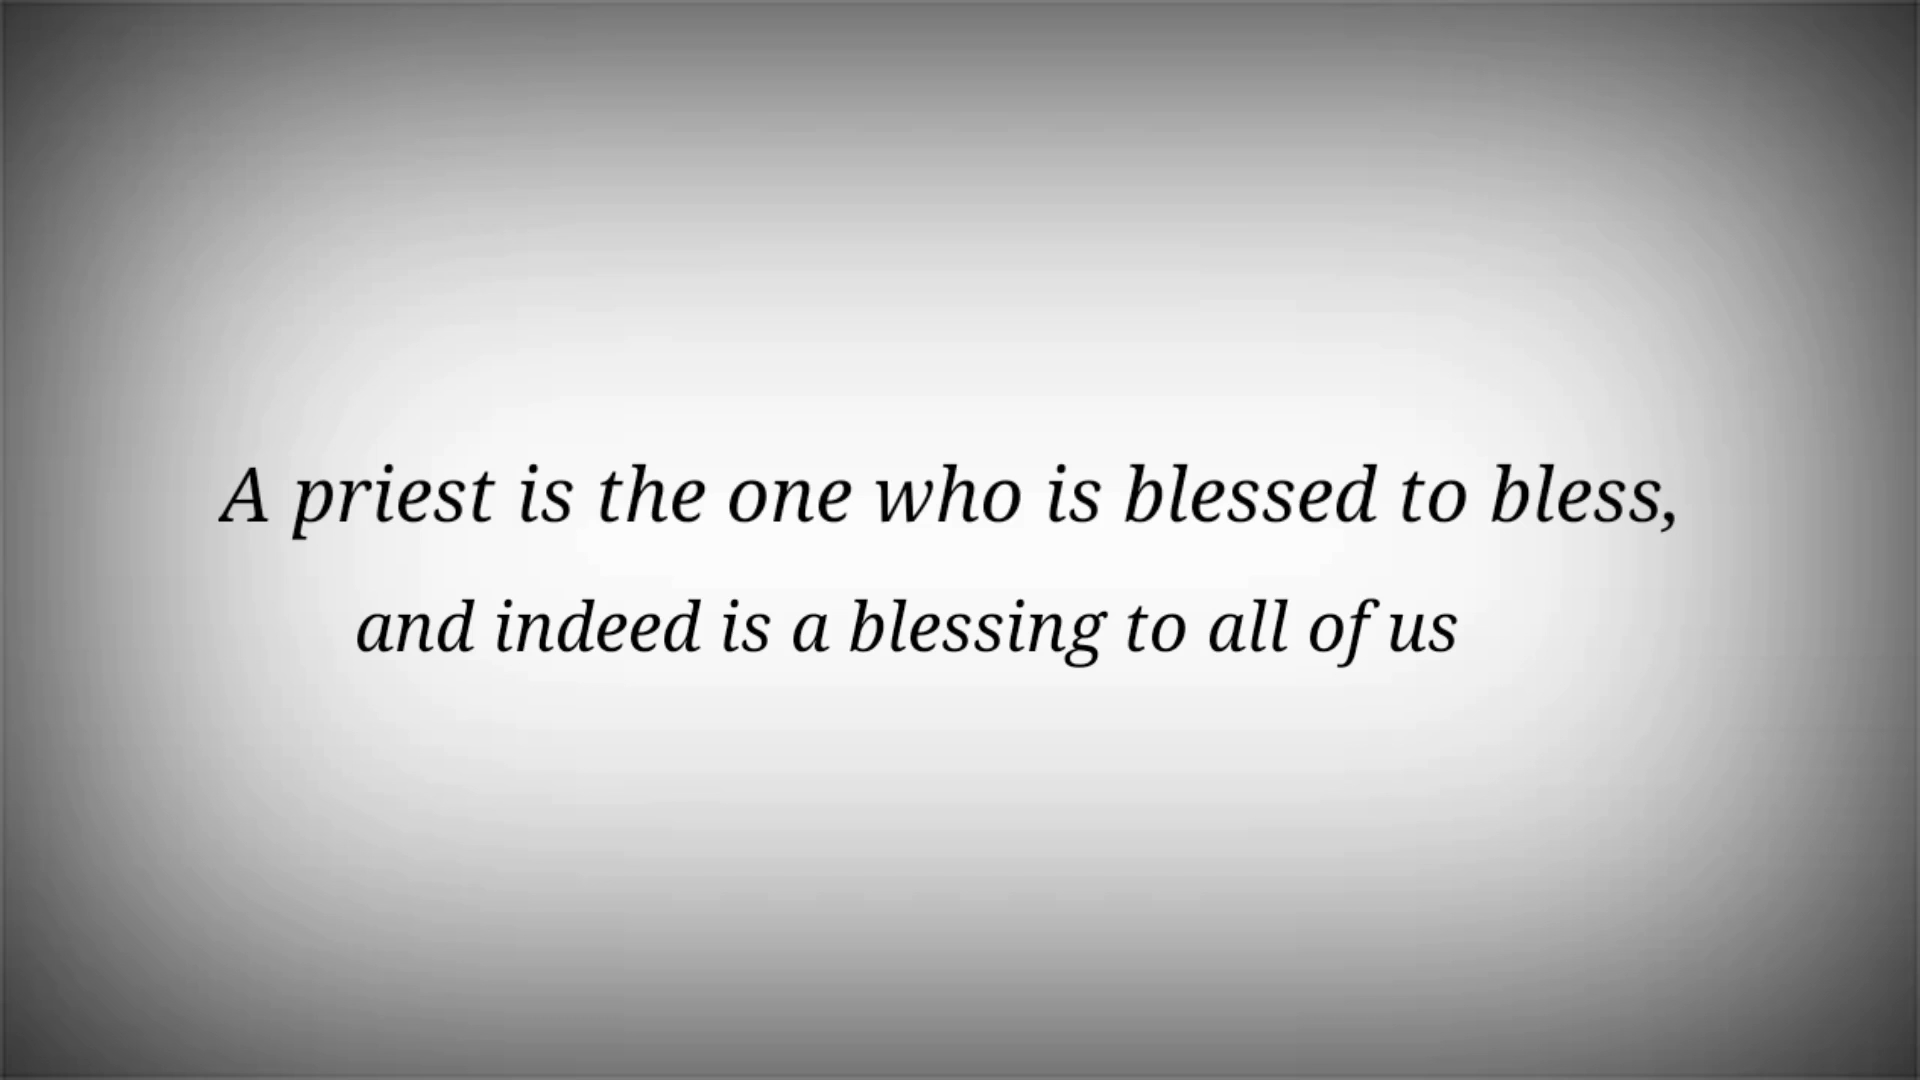 A priest is the one who is blessed to bless,
and indeed is a blessing to all of us